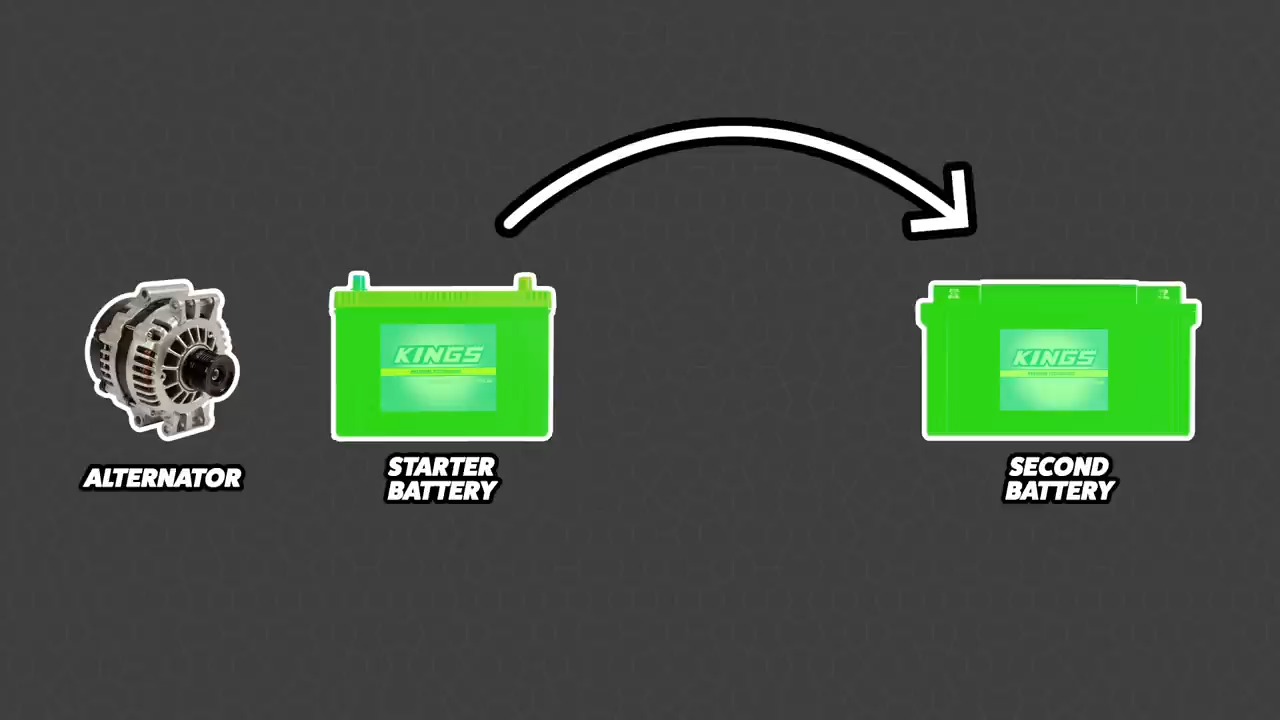 KINGS
KINGS
ALTERNATOR
STARTER
BATTERY
SECOND
BATTERY